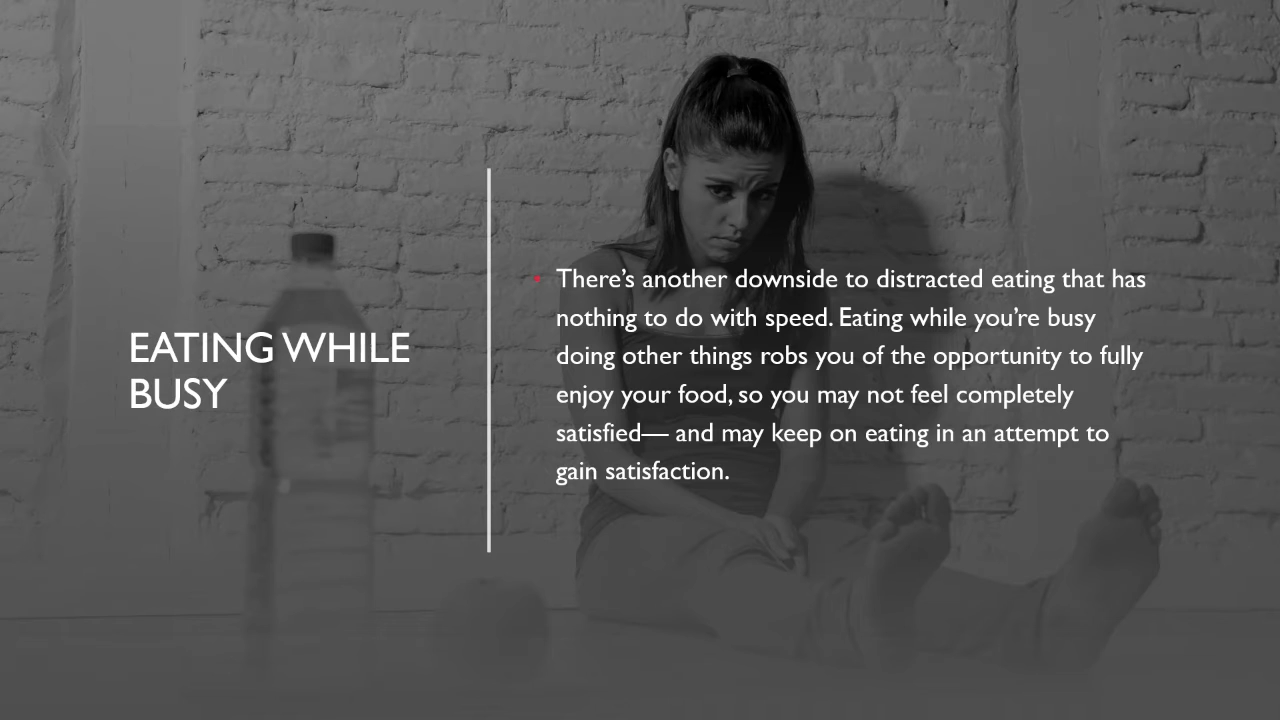 EATING WHILE
BUSY
• There’s another downside to distracted eating that has
nothing to do with speed. Eating while you’re busy
doing other things robs you of the opportunity to fully
enjoy your food, so you may not feel completely
satisfied— and may keep on eating in an attempt to
gain satisfaction.